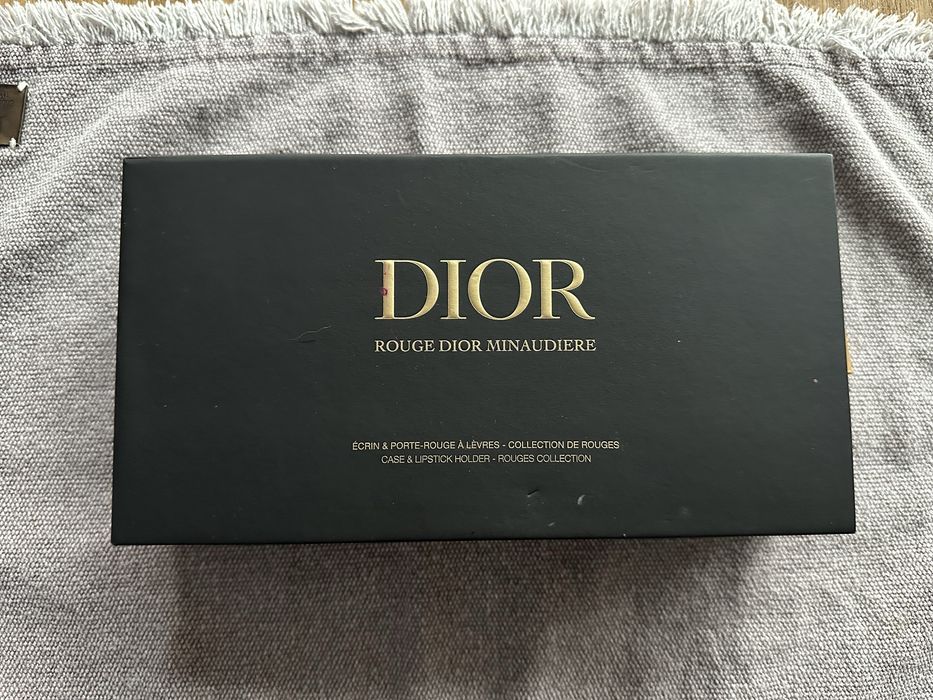 DIOR
ROUGE DIOR MINAUDIERE
ÉCRIN & PORTE-ROUGE À LÈVRES - COLLECTION DE ROUGES
CASE & LIPSTICK HOLDER - ROUGES COLLECTION